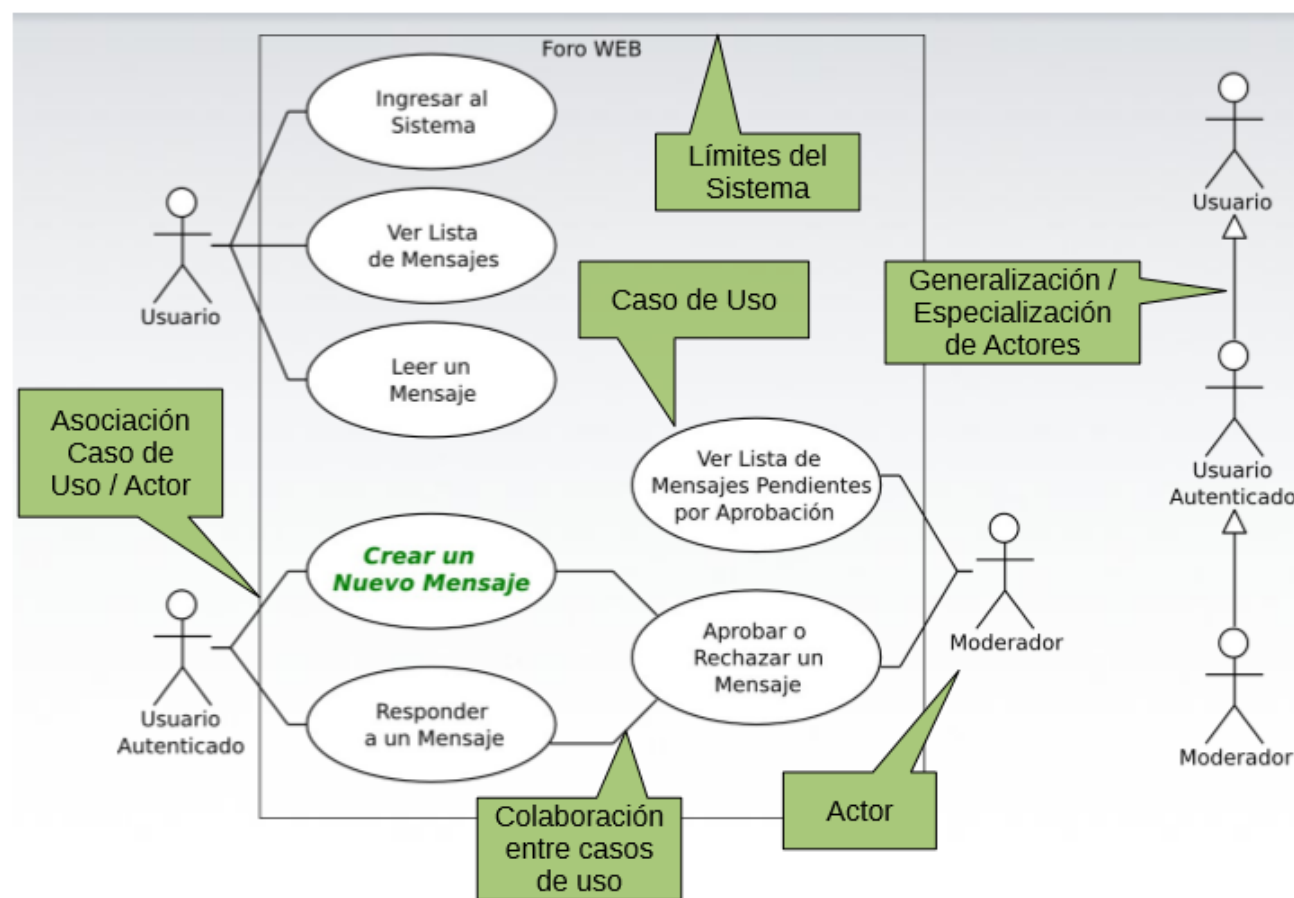 Foro WEB
Ingresar al
Sistema
Límites del
Sistema
Usuario
Ver Lista
de Mensajes
Usuario
Generalización /
Especialización
de Actores
Caso de Uso
Leer un
Mensaje
Asociación
Caso de
Uso / Actor
Ver Lista de
Mensajes Pendientes
por Aprobación
Usuario
Autenticado
Crear un
Nuevo Mensaje
Aprobar o
Rechazar un
Mensaje
Moderador
Usuario
Autenticado
Responder
a un Mensaje
Moderador
Colaboración
entre casos
de uso
Actor